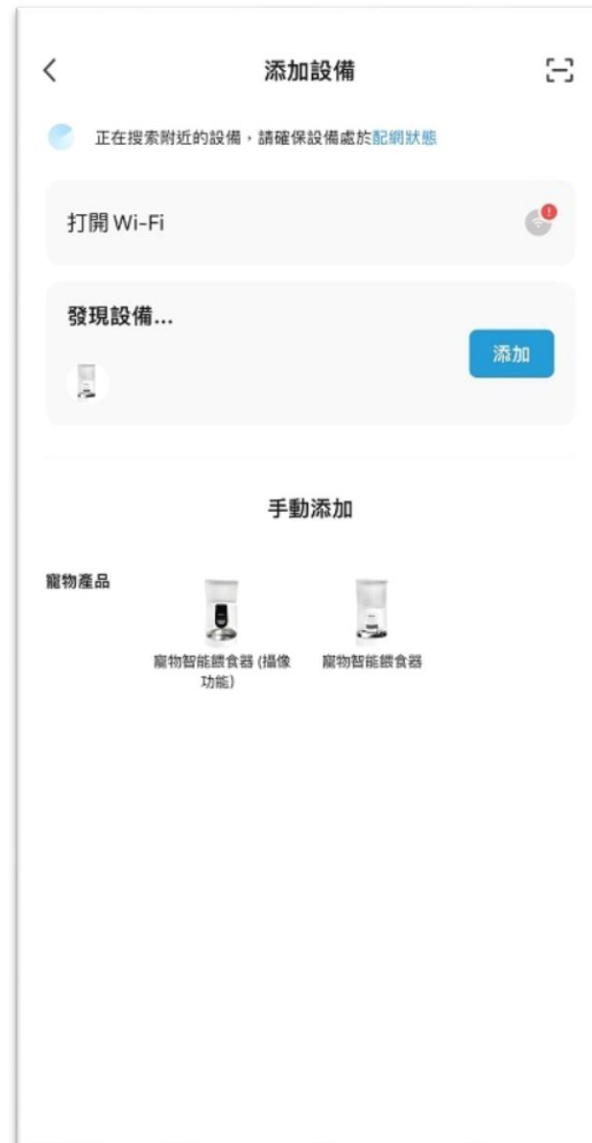 添加設備
正在搜索附近的設備，請確保設備處於配網狀態
打開 Wi-Fi
發現設備...
添加
手動添加
寵物產品
寵物智能餵食器 (攝像
功能)
寵物智能餵食器